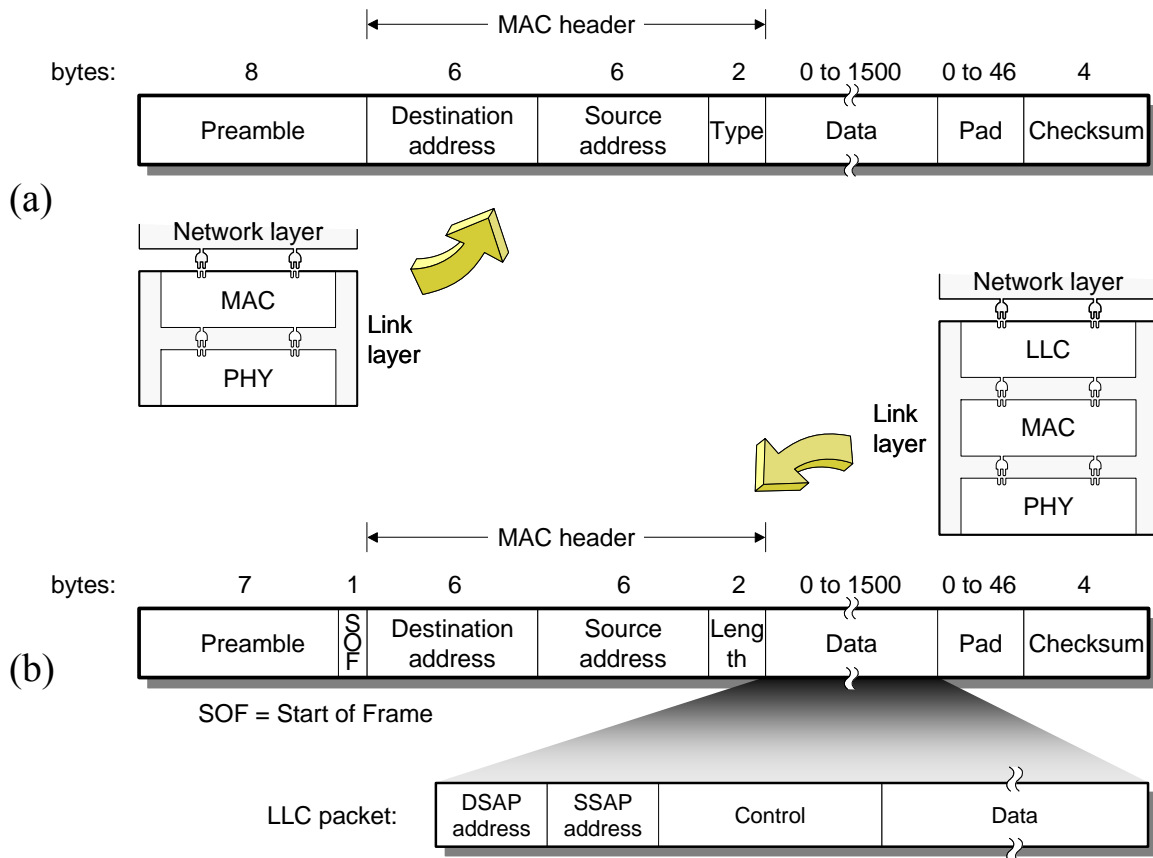 MAC header
bytes: 8 6 6 2 0 to 1500 0 to 46 4
Preamble Destination address Source address Type Data Pad Checksum
(a)
Network layer
MAC
PHY
Link
layer
Network layer
LLC
MAC
PHY
Link
layer
MAC header
bytes: 7 1 6 6 2 0 to 1500 0 to 46 4
Preamble SOF Destination address Source address Length Data Pad Checksum
(b)
SOF = Start of Frame
LLC packet: DSAP address SSAP address Control Data